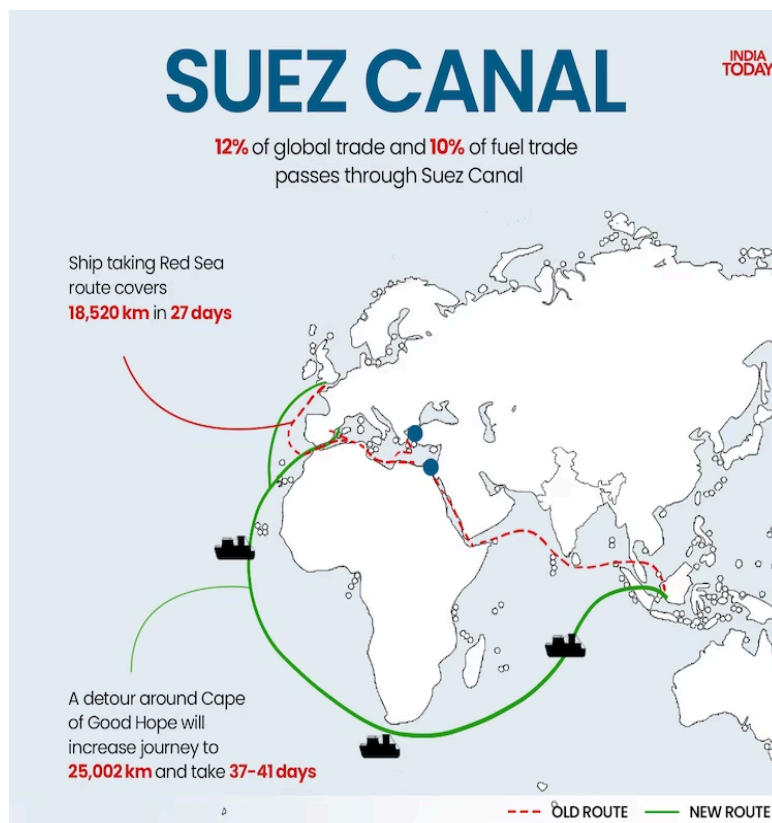 SUEZ CANAL
INDIA
TODAY
12% of global trade and 10% of fuel trade
passes through Suez Canal
Ship taking Red Sea
route covers
18,520 km in 27 days
A detour around Cape
of Good Hope will
increase journey to
25,002 km and take 37-41 days
OLD ROUTE
NEW ROUTE